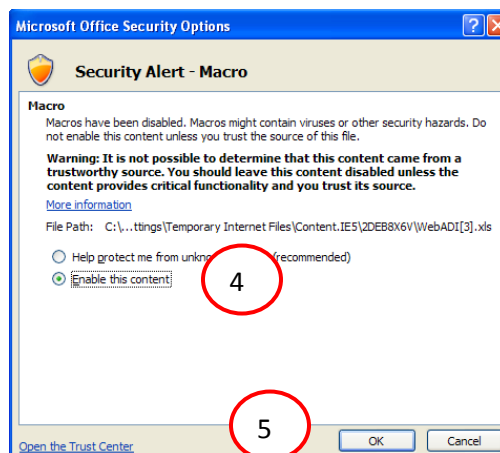 Microsoft Office Security Options
Security Alert - Macro
Macro
Macros have been disabled. Macros might contain viruses or other security hazards. Do
not enable this content unless you trust the source of this file.
Warning: It is not possible to determine that this content came from a
trustworthy source. You should leave this content disabled unless the
content provides critical functionality and you trust its source.
More information
File Path: C:\...ttings\Temporary Internet Files\Content.IE5\2DEB8X6V\WebADI[3].xls
Help protect me from (recommended)
Enable this content
4
5
OK Cancel
Open the Trust Center